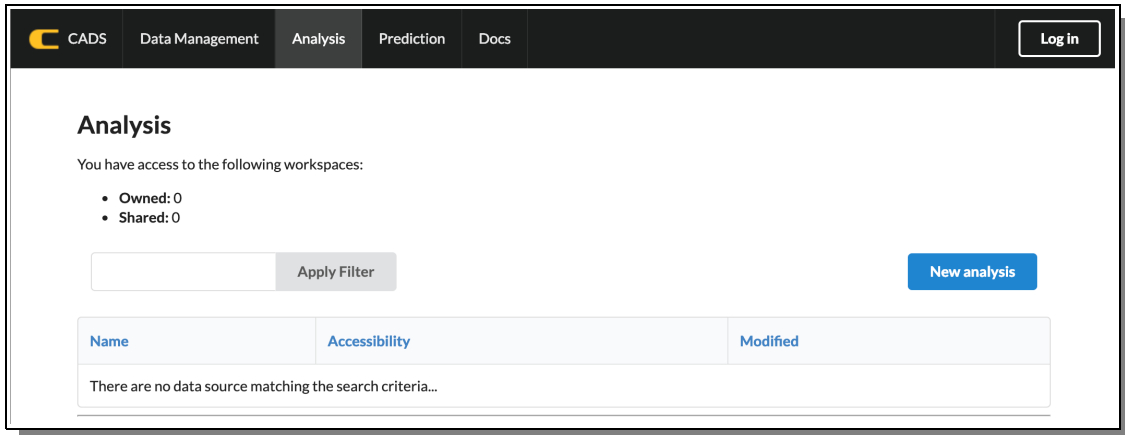 CADS Data Management Analysis Prediction Docs Log in
Analysis
You have access to the following workspaces:
• Owned: 0
• Shared: 0
Apply Filter New analysis
Name Accessibility Modified
There are no data source matching the search criteria...